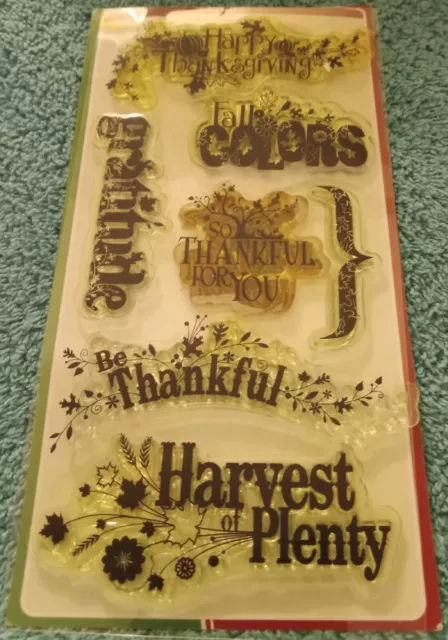 Happy
Thanksgiving
Fall
COLORS
gratitude
SO
THANKFUL
FOR YOU
Be
Thankful
Harvest
of Plenty